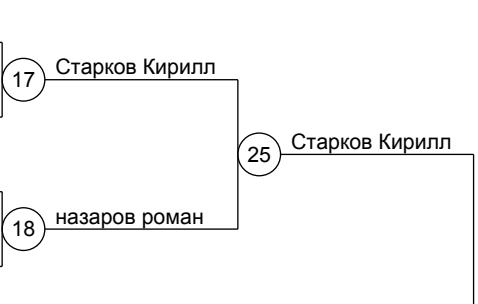 17 Старков Кирилл
25 Старков Кирилл
18 назаров роман